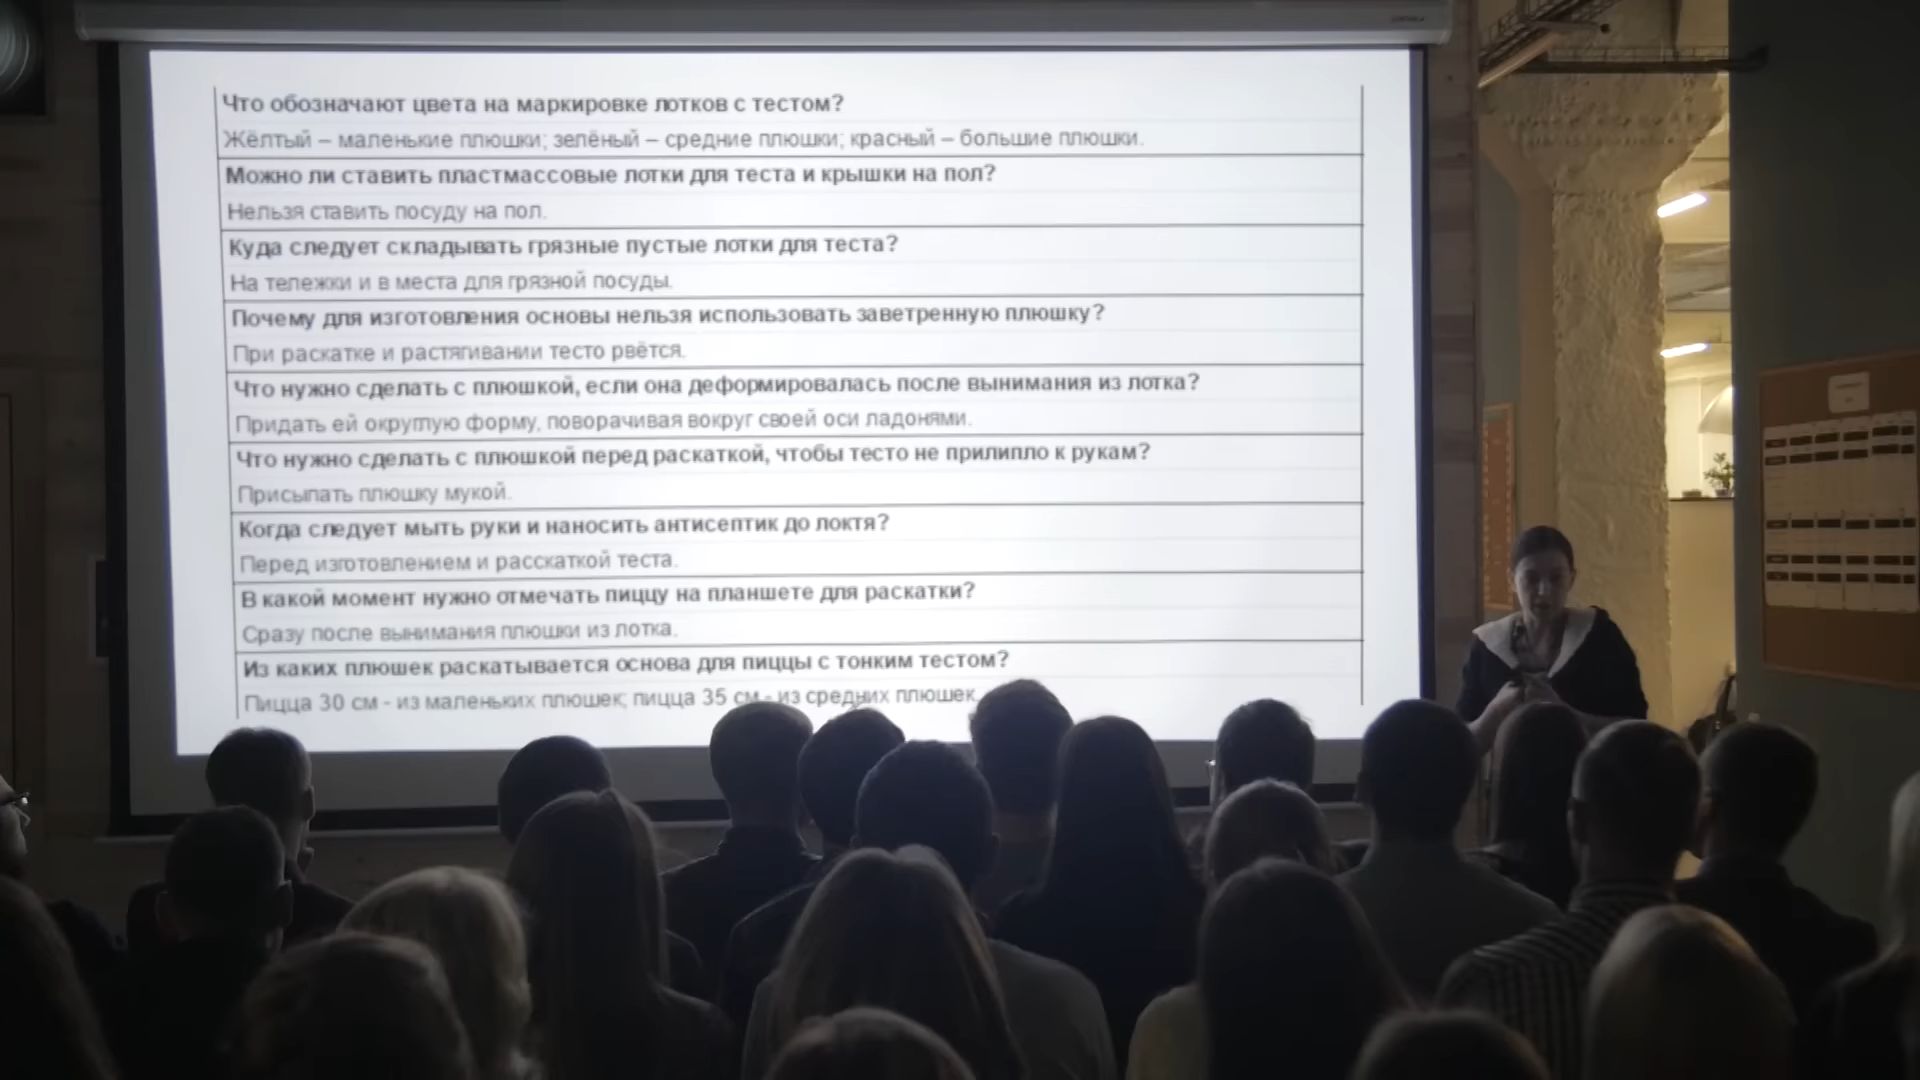 Что обозначают цвета на маркировке лотков с тестом?
Жёлтый – маленькие плюшки; зелёный – средние плюшки; красный – большие плюшки.
Можно ли ставить пластмассовые лотки для теста и крышки на пол?
Нельзя ставить посуду на пол.
Куда следует складывать грязные пустые лотки для теста?
На тележки и в места для грязной посуды.
Почему для изготовления основы нельзя использовать заветренную плюшку?
При раскатке и растягивании тесто рвётся.
Что нужно сделать с плюшкой, если она деформировалась после вынимания из лотка?
Придать ей округлую форму, поворачивая вокруг своей оси ладонями.
Что нужно сделать с плюшкой перед раскаткой, чтобы тесто не прилипло к рукам?
Присыпать плюшку мукой.
Когда следует мыть руки и наносить антисептик до локтя?
Перед изготовлением и расскаткой теста.
В какой момент нужно отмечать пиццу на планшете для раскатки?
Сразу после вынимания плюшки из лотка.
Из каких плюшек раскатывается основа для пиццы с тонким тестом?
Пицца 30 см - из маленьких плюшек; пицца 35 см - из средних плюшек.